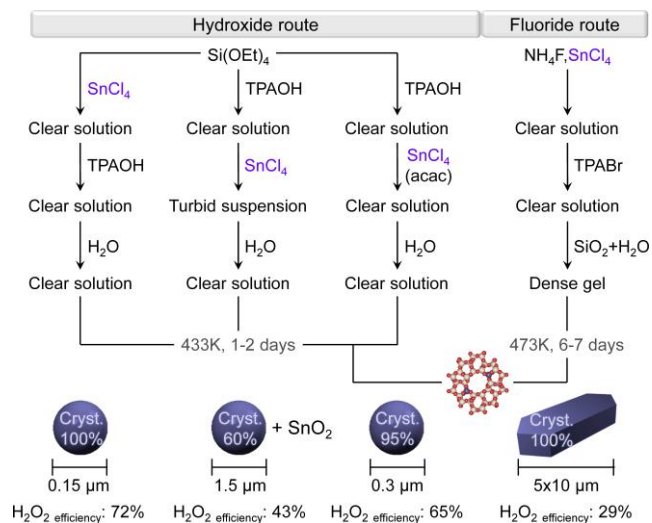 Hydroxide route
Fluoride route
Si(OEt)₄
NH₄F,SnCl₄
SnCl₄
TPAOH
TPAOH
Clear solution
Clear solution
Clear solution
Clear solution
TPAOH
SnCl₄
SnCl₄
(acac)
TPABr
Clear solution
Turbid suspension
Clear solution
Clear solution
H₂O
H₂O
H₂O
SiO₂+H₂O
Clear solution
Clear solution
Clear solution
Dense gel
433K, 1-2 days
473K, 6-7 days
Cryst.
100%
Cryst.
60%
+ SnO₂
Cryst.
95%
Cryst.
100%
0.15 µm
1.5 µm
0.3 µm
5x10 µm
H₂O₂ efficiency: 72%
H₂O₂ efficiency: 43%
H₂O₂ efficiency: 65%
H₂O₂ efficiency: 29%